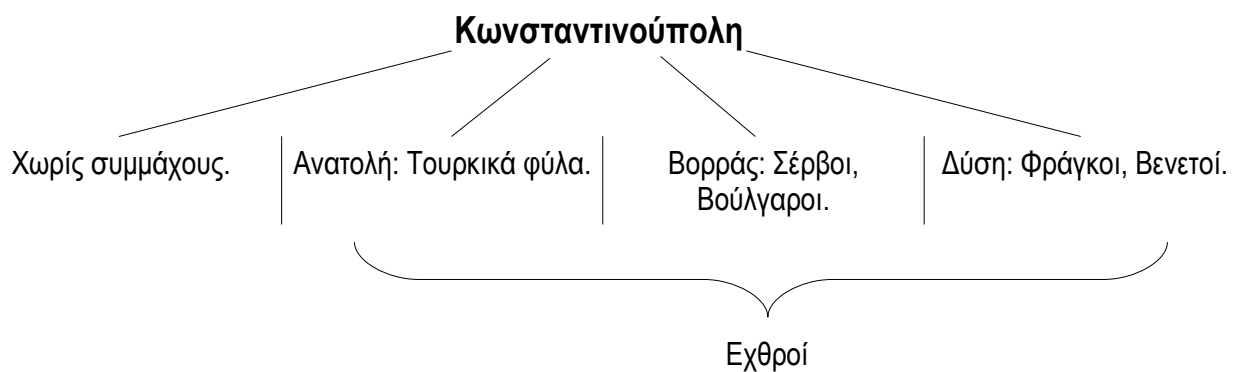 Κωνσταντινούπολη
Χωρίς συμμάχους.
Ανατολή: Τουρκικά φύλα.
Βορράς: Σέρβοι,
Βούλγαροι.
Δύση: Φράγκοι, Βενετοί.
Εχθροί